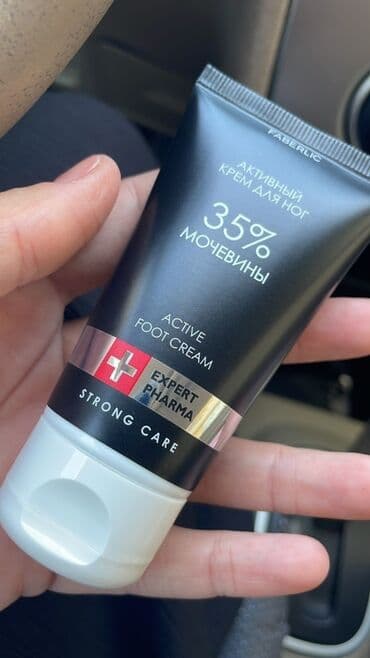 FABERLIC
АКТИВНЫЙ
КРЕМ ДЛЯ НОГ
35%
МОЧЕВИНЫ
ACTIVE
FOOT CREAM
EXPERT
PHARMA
STRONG CARE